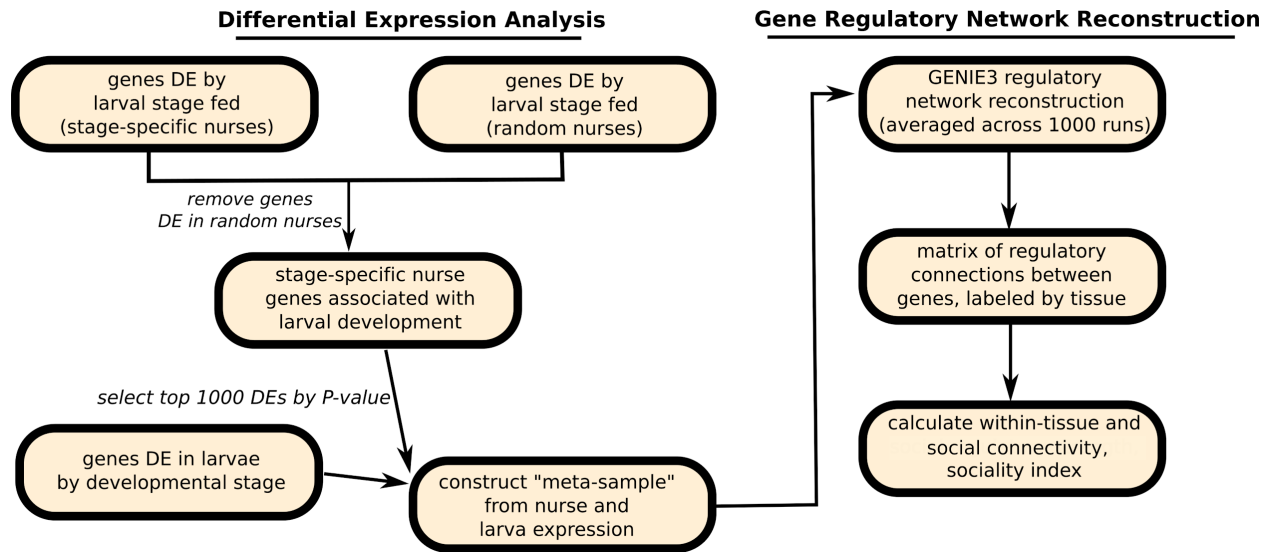 Differential Expression Analysis
genes DE by
larval stage fed
(stage-specific nurses)
genes DE by
larval stage fed
(random nurses)
remove genes
DE in random nurses
stage-specific nurse
genes associated with
larval development
select top 1000 DEs by P-value
genes DE in larvae
by developmental stage
construct "meta-sample"
from nurse and
larva expression
Gene Regulatory Network Reconstruction
GENIE3 regulatory
network reconstruction
(averaged across 1000 runs)
matrix of regulatory
connections between
genes, labeled by tissue
calculate within-tissue and
social connectivity,
sociality index